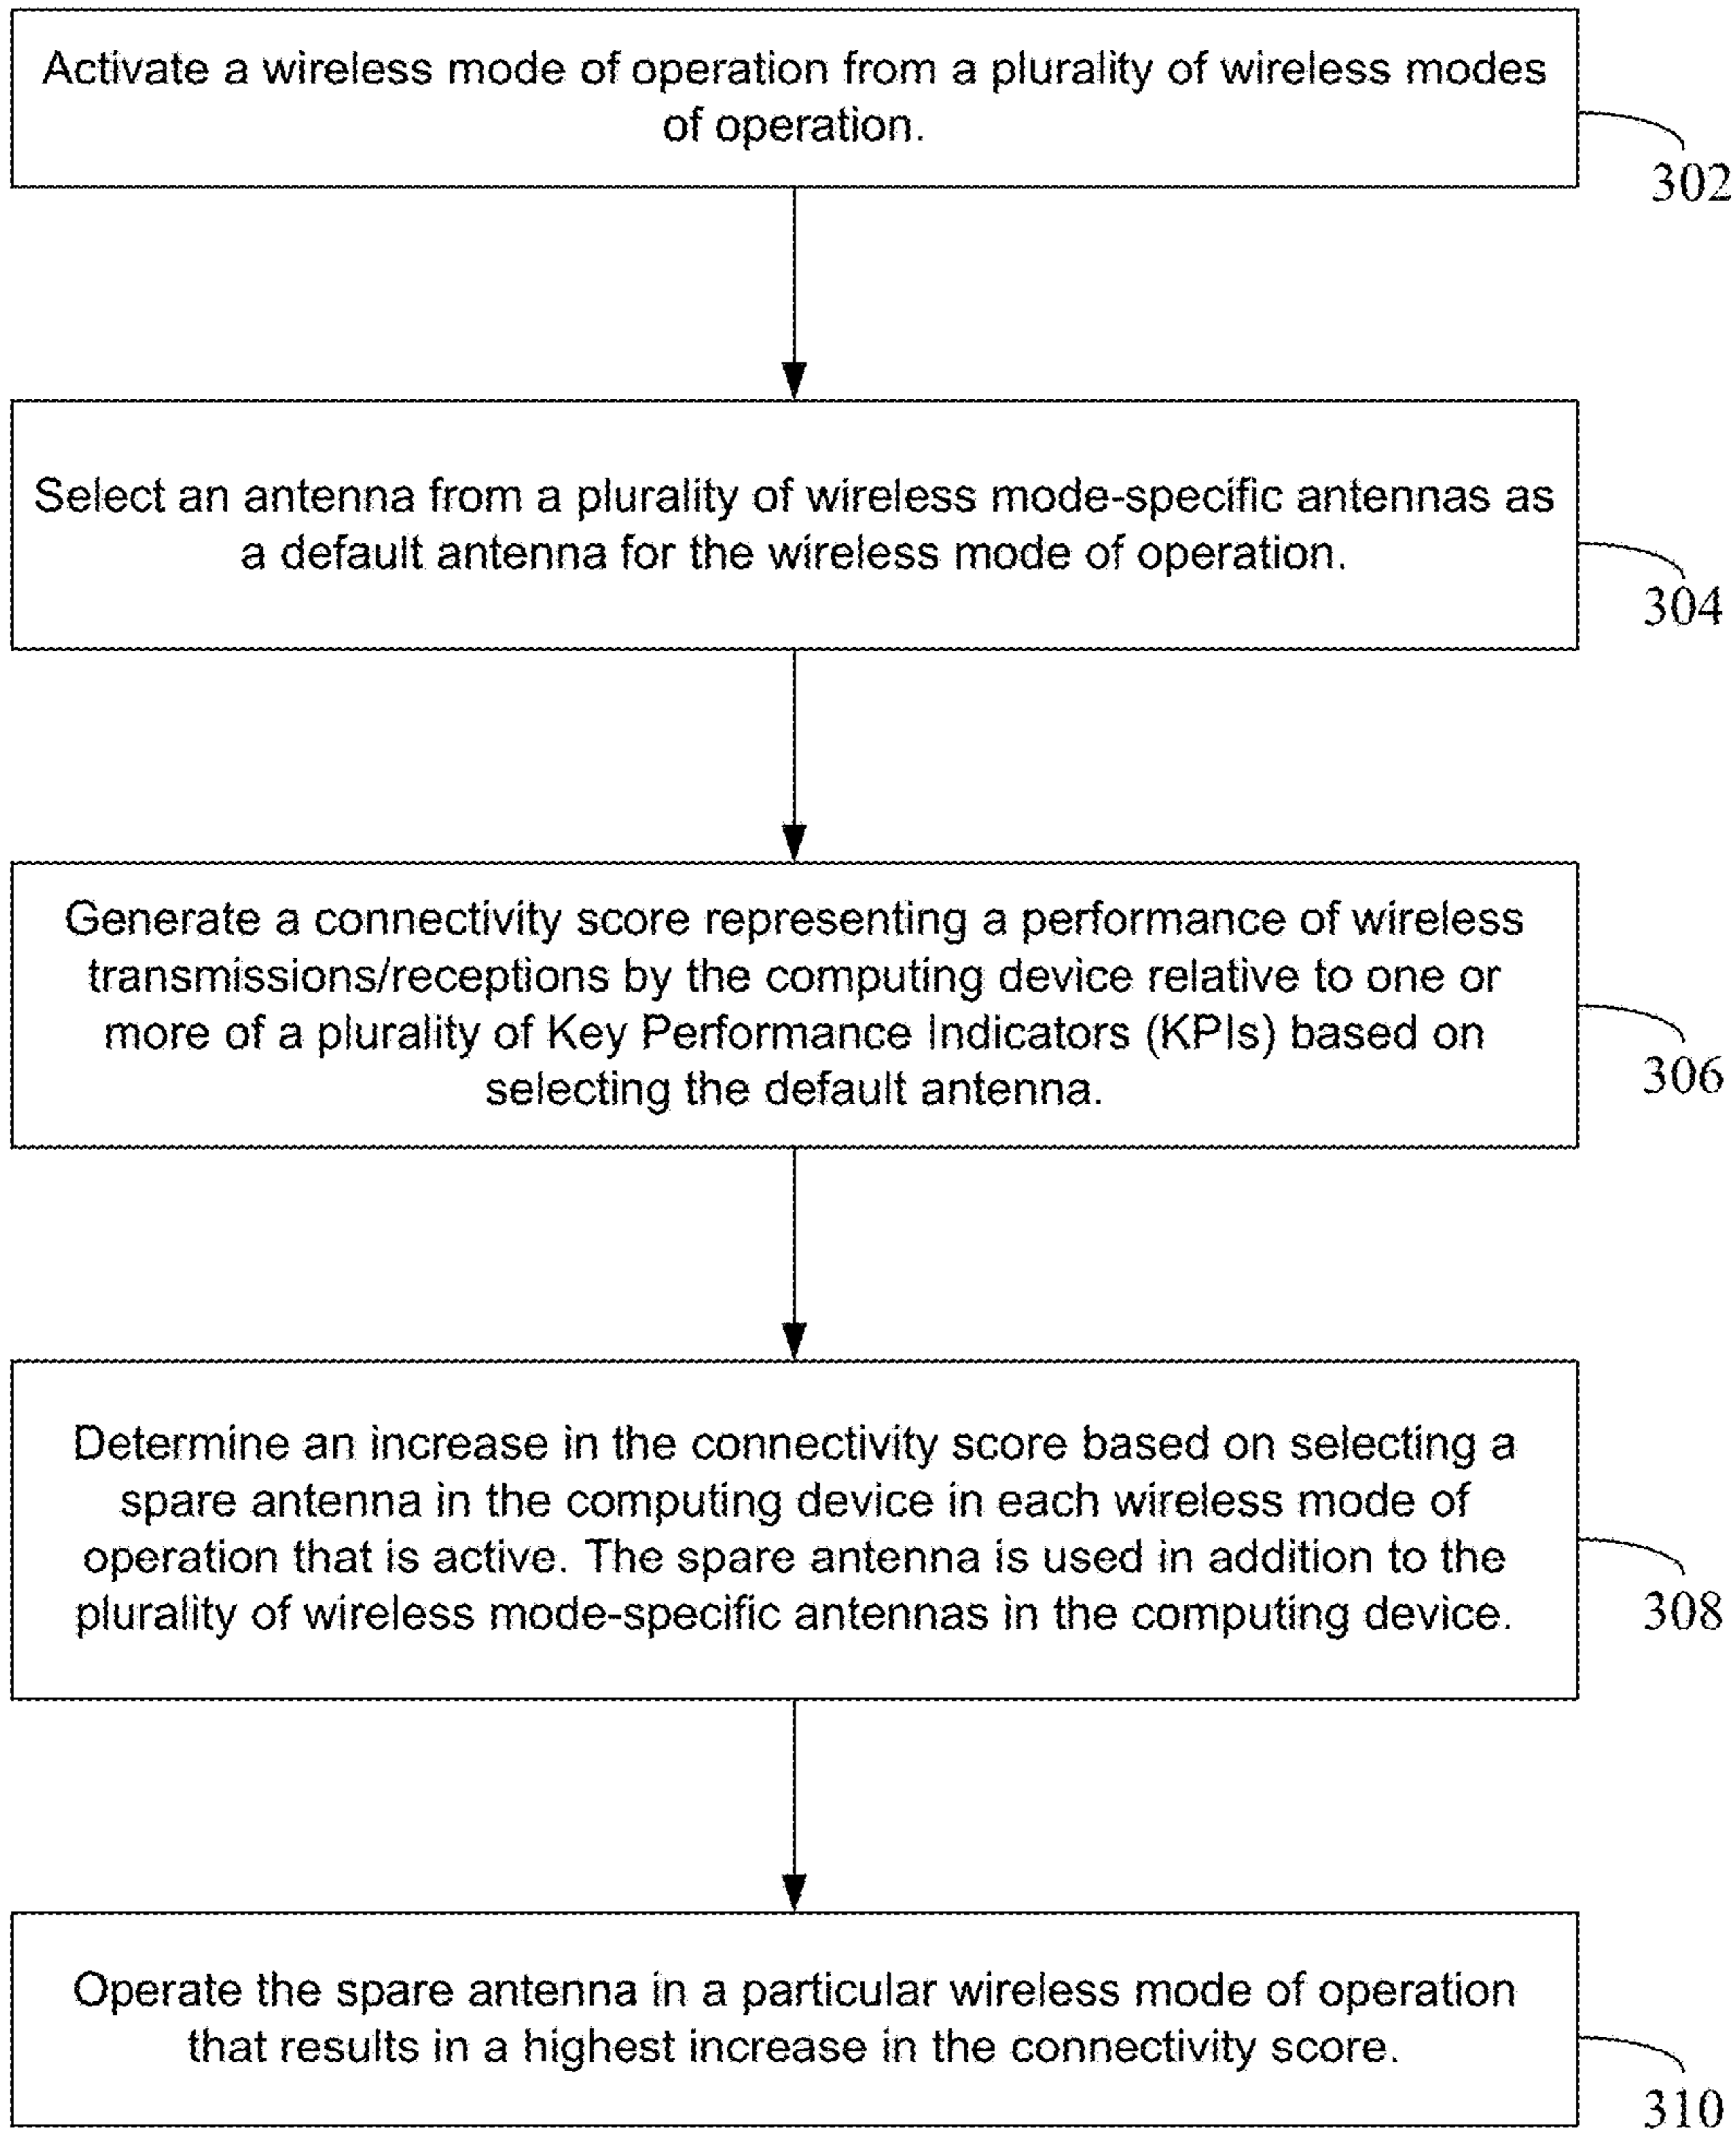 Activate a wireless mode of operation from a plurality of wireless modes
of operation.
302
Select an antenna from a plurality of wireless mode-specific antennas as
a default antenna for the wireless mode of operation.
304
Generate a connectivity score representing a performance of wireless
transmissions/receptions by the computing device relative to one or
more of a plurality of Key Performance Indicators (KPIs) based on
selecting the default antenna.
306
Determine an increase in the connectivity score based on selecting a
spare antenna in the computing device in each wireless mode of
operation that is active. The spare antenna is used in addition to the
plurality of wireless mode-specific antennas in the computing device.
308
Operate the spare antenna in a particular wireless mode of operation
that results in a highest increase in the connectivity score.
310